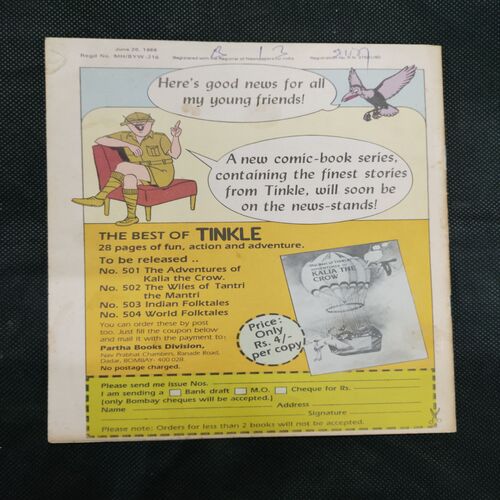 June 20, 1988
Regd No. MH/BYW-216
Registered with the Registrar of Newspapers for India
Here's good news for all
my young friends!
A new comic-book series,
containing the finest stories
from Tinkle, will soon be
on the news-stands!
THE BEST OF TINKLE
28 pages of fun, action and adventure.
To be released ..
No. 501 The Adventures of
Kalia the Crow.
No. 502 The Wiles of Tantri
the Mantri
No. 503 Indian Folktales
No. 504 World Folktales
You can order these by post
too. Just fill the coupon below
and mail it with the payment to:
Partha Books Division,
Nav Prabhat Chambers, Ranade Road,
Dadar, BOMBAY- 400 028.
No postage charged.
The Best of TINKLE
KALIA THE
CROW
Price:
Only
Rs. 4/-
per copy
Please send me issue Nos.
I am sending a Bank draft M.O. Cheque for Rs.
(only Bombay cheques will be accepted.)
Name Address
Signature
Please note: Orders for less than 2 books will not be accepted.